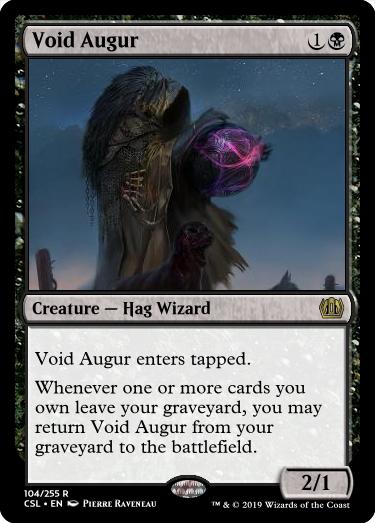 Void Augur 1
Creature — Hag Wizard
Void Augur enters tapped.
Whenever one or more cards you
own leave your graveyard, you may
return Void Augur from your
graveyard to the battlefield.
2/1
104/255 R
CSL • EN Pierre Raveneau
™ & © 2019 Wizards of the Coast